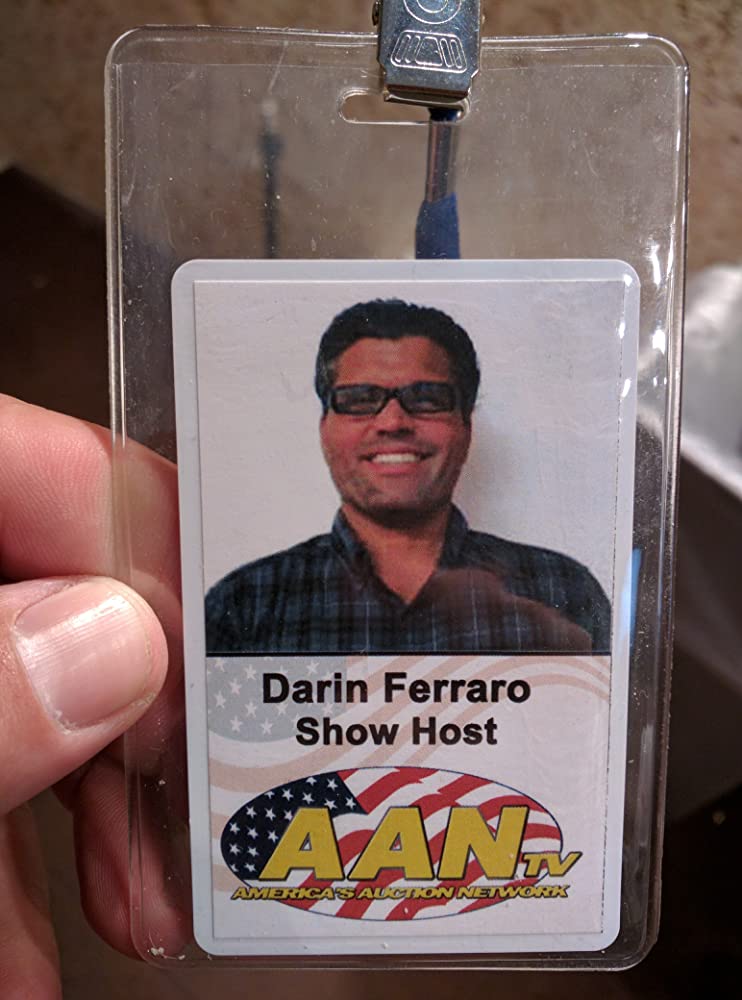 Darin Ferraro
Show Host
AAN TV
AMERICA'S AUCTION NETWORK